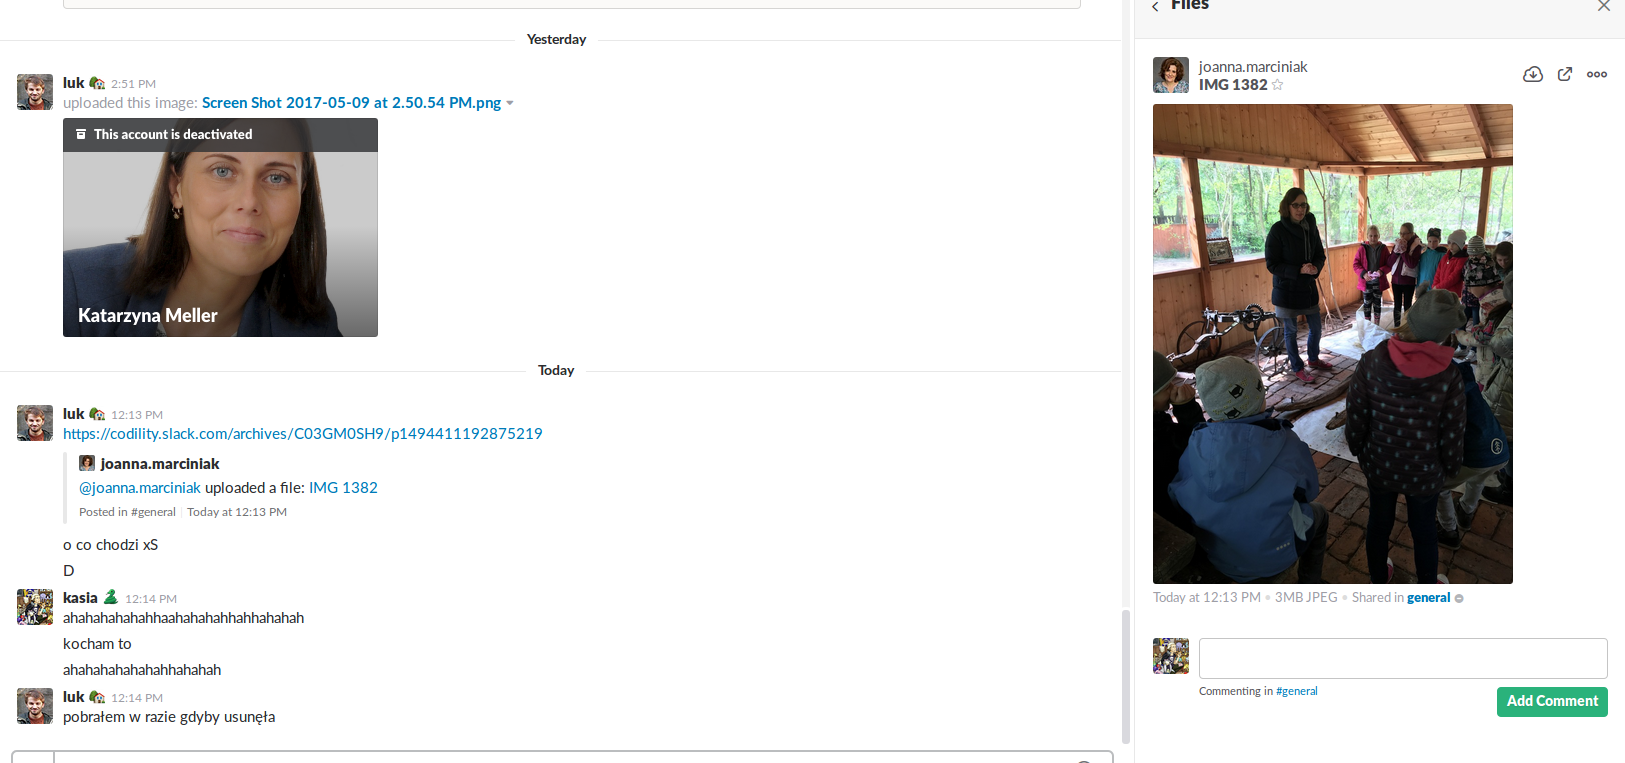 Yesterday
luk 2:51 PM
uploaded this image: Screen Shot 2017-05-09 at 2.50.54 PM.png
This account is deactivated
Katarzyna Meller
Today
luk 12:13 PM
https://codility.slack.com/archives/C03GM0SH9/p1494411192875219
joanna.marciniak
@joanna.marciniak uploaded a file: IMG 1382
Posted in #general Today at 12:13 PM
o co chodzi xS
D
kasia 12:14 PM
ahahahahahahhaahahahahhahhahahah
kocham to
ahahahahahahahhahahah
luk 12:14 PM
pobrałem w razie gdyby usunęła
Files
joanna.marciniak
IMG 1382
Today at 12:13 PM • 3MB JPEG • Shared in general
Commenting in #general
Add Comment